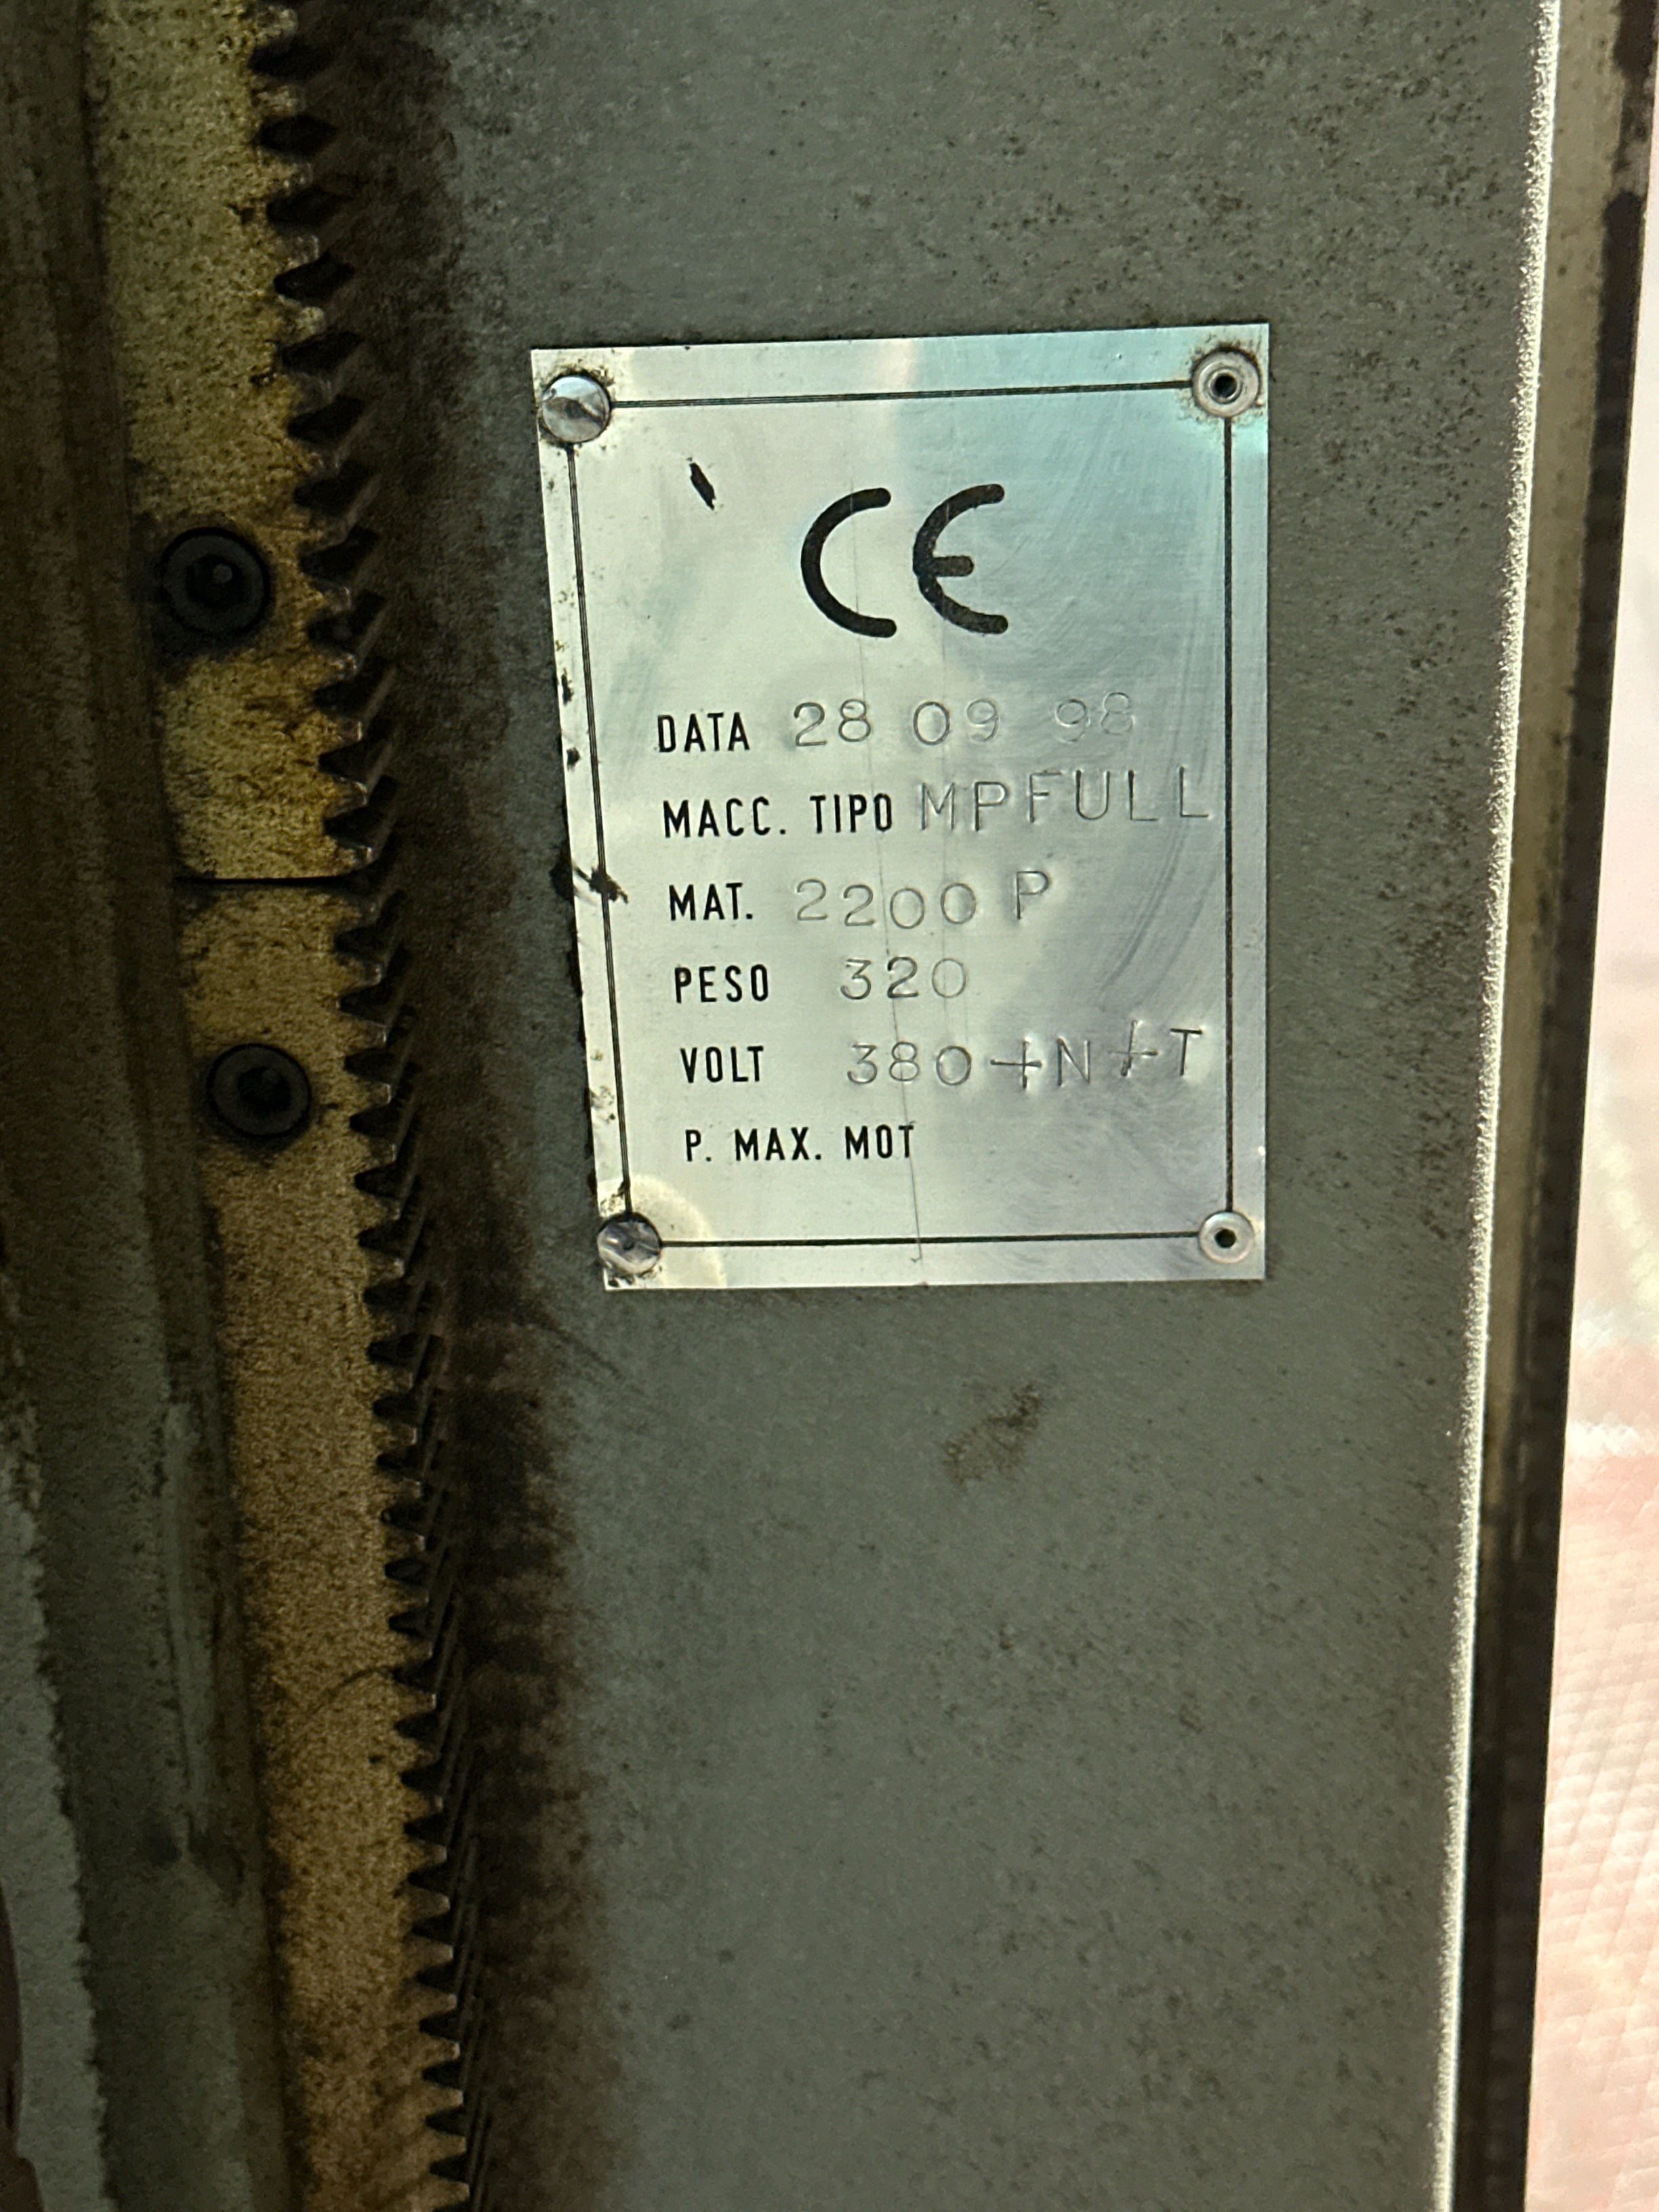 CE
DATA 28 09 98
MACC. TIPO MPFULL
MAT. 2200 P
PESO 320
VOLT 380+N+T
P. MAX. MOT